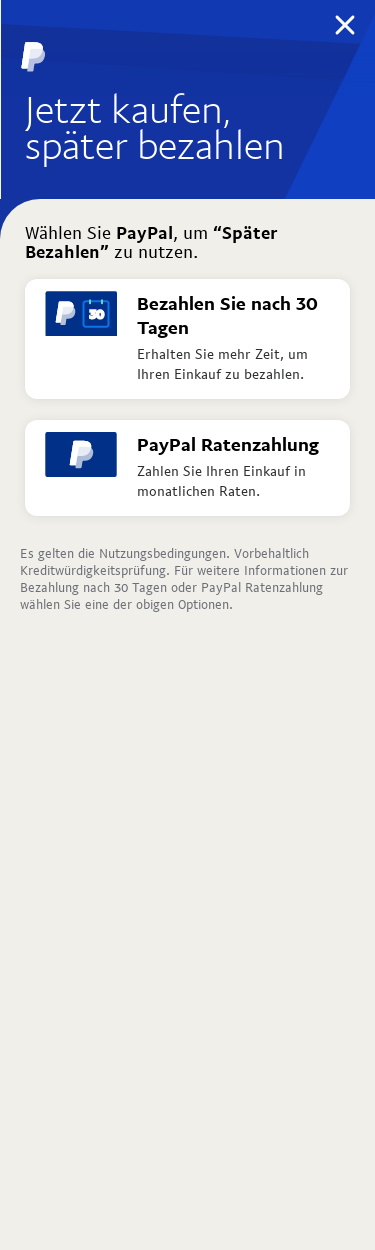 Jetzt kaufen,
später bezahlen
Wählen Sie PayPal, um “Später
Bezahlen” zu nutzen.
30
Bezahlen Sie nach 30
Tagen
Erhalten Sie mehr Zeit, um
Ihren Einkauf zu bezahlen.
PayPal Ratenzahlung
Zahlen Sie Ihren Einkauf in
monatlichen Raten.
Es gelten die Nutzungsbedingungen. Vorbehaltlich
Kreditwürdigkeitsprüfung. Für weitere Informationen zur
Bezahlung nach 30 Tagen oder PayPal Ratenzahlung
wählen Sie eine der obigen Optionen.